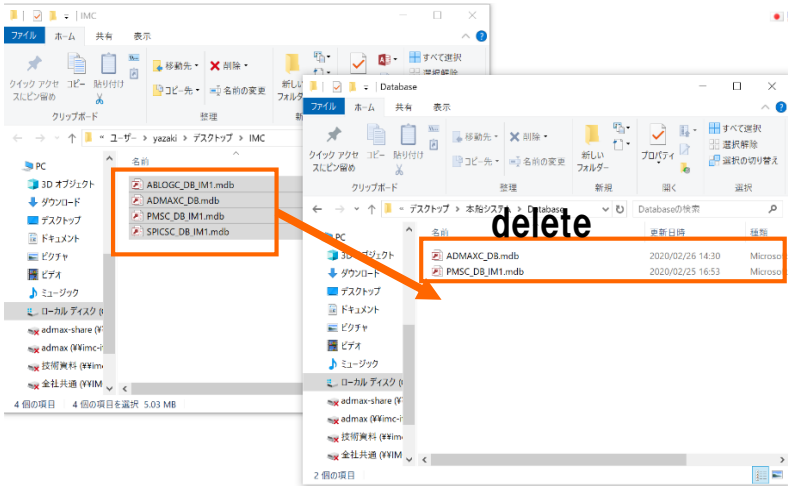 IMC
ファイル ホーム 共有 表示
クイック アクセスにピン留め コピー 貼り付け
移動先 削除
コピー先 名前の変更
すべて選択
クリップボード 整理
ユーザー > yazaki > デスクトップ > IMC
PC
3D オブジェクト
ダウンロード
デスクトップ
ドキュメント
ピクチャ
ビデオ
ミュージック
ローカル ディスク (
admax-share (¥
admax (¥¥imc-i
技術資料 (¥¥im
全社共通 (¥¥IM
名前
ABLOGC_DB_IM1.mdb
ADMAXC_DB.mdb
PMSC_DB_IM1.mdb
SPICSC_DB_IM1.mdb
4 個の項目 4 個の項目を選択 5.03 MB
Database
ファイル ホーム 共有 表示
クイック アクセスにピン留め コピー 貼り付け
移動先 削除
コピー先 名前の変更
新しいフォルダー
プロパティ
すべて選択
選択解除
選択の切り替え
クリップボード 整理 新規 開く 選択
デスクトップ > 本船システム > Database
Databaseの検索
delete
PC
3D オブジェクト
ダウンロード
デスクトップ
ドキュメント
ピクチャ
ビデオ
ミュージック
ローカル ディスク (
admax-share (¥
admax (¥¥imc-i
技術資料 (¥¥im
全社共通 (¥¥IM
名前 更新日時 種類
ADMAXC_DB.mdb 2020/02/26 14:30 Microso
PMSC_DB_IM1.mdb 2020/02/25 16:53 Microso
2 個の項目